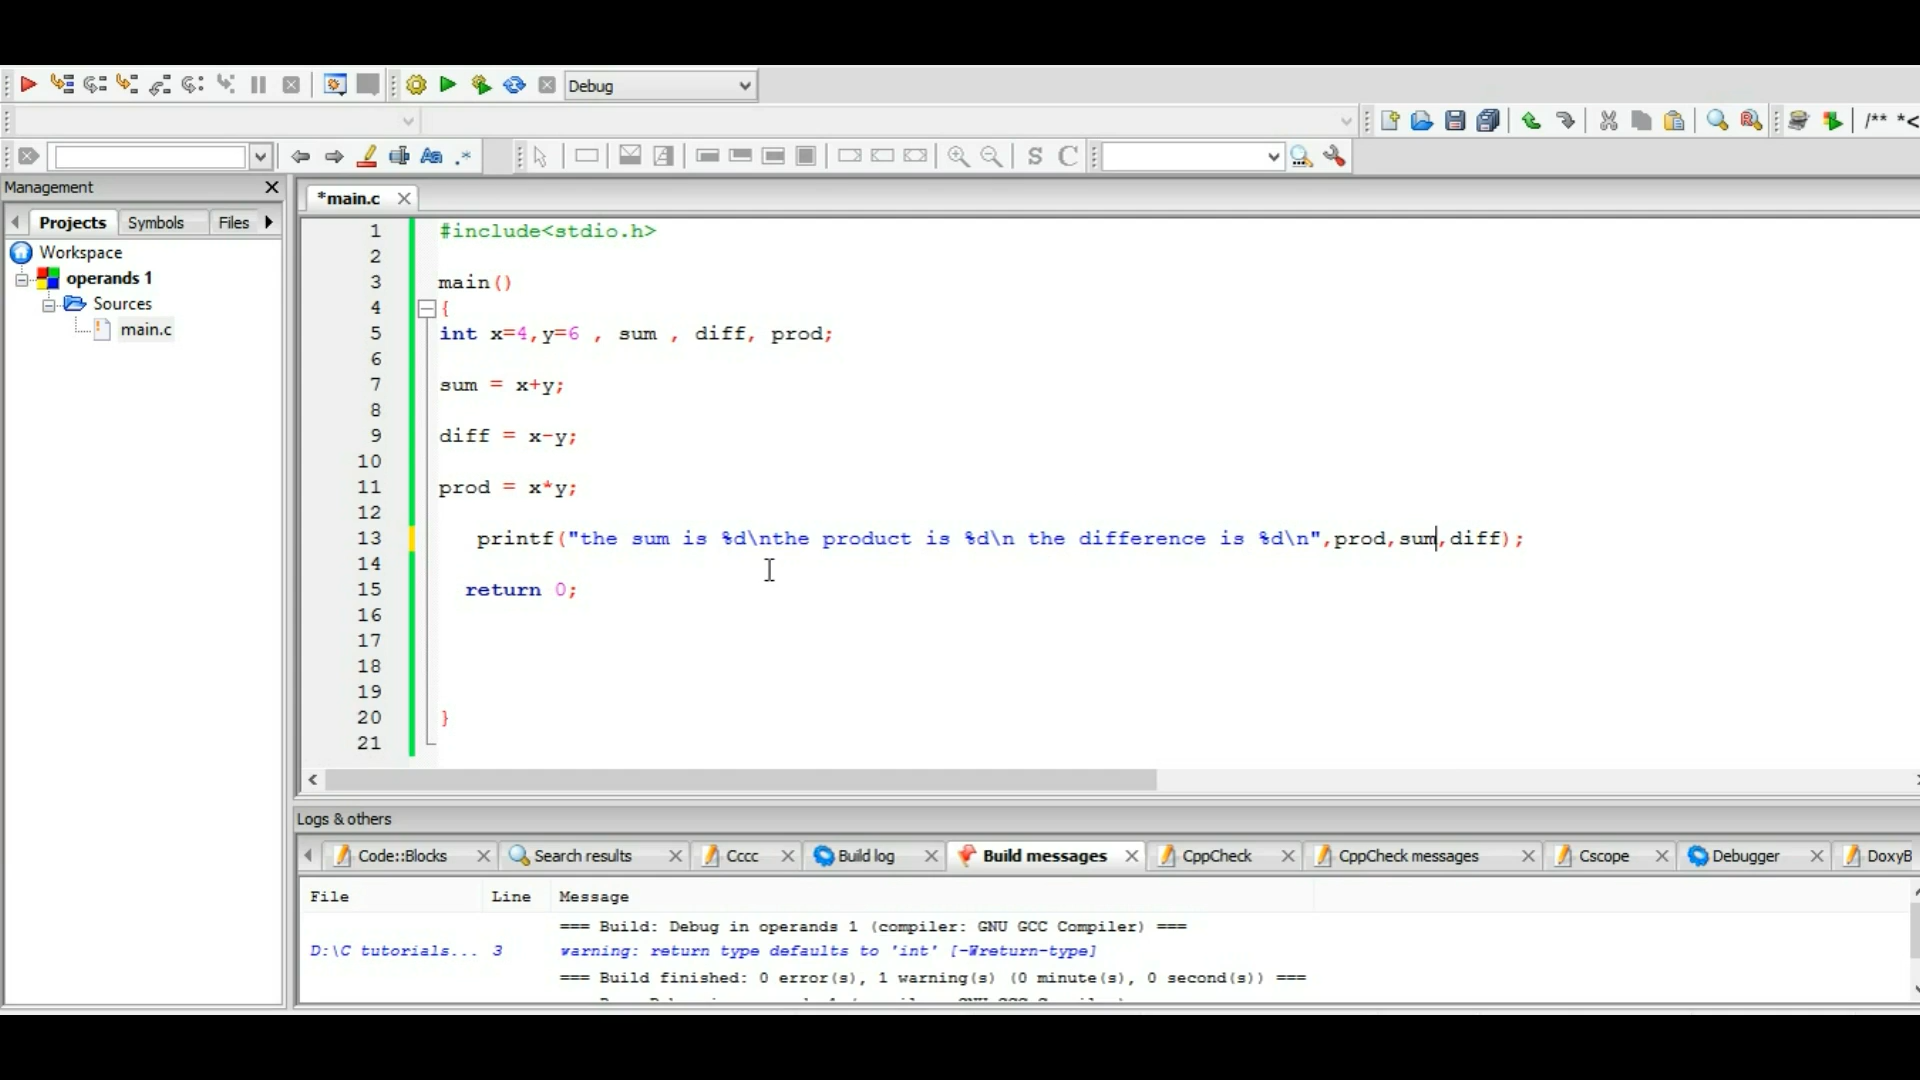 Debug
/** *<
Management
*main.c
Projects Symbols Files
Workspace
operands 1
Sources
main.c
1 #include<stdio.h>
2
3 main()
4 {
5 int x=4,y=6 , sum , diff, prod;
6
7 sum = x+y;
8
9 diff = x-y;
10
11 prod = x*y;
12
13 printf("the sum is %d\nthe product is %d\n the difference is %d\n",prod,sum,diff);
14
15 return 0;
16
17
18
19
20 }
21
Logs & others
Code::Blocks Search results Cccc Build log Build messages CppCheck CppCheck messages Cscope Debugger DoxyB
File Line Message
=== Build: Debug in operands 1 (compiler: GNU GCC Compiler) ===
D:\C tutorials... 3 warning: return type defaults to 'int' [-Wreturn-type]
=== Build finished: 0 error(s), 1 warning(s) (0 minute(s), 0 second(s)) ===